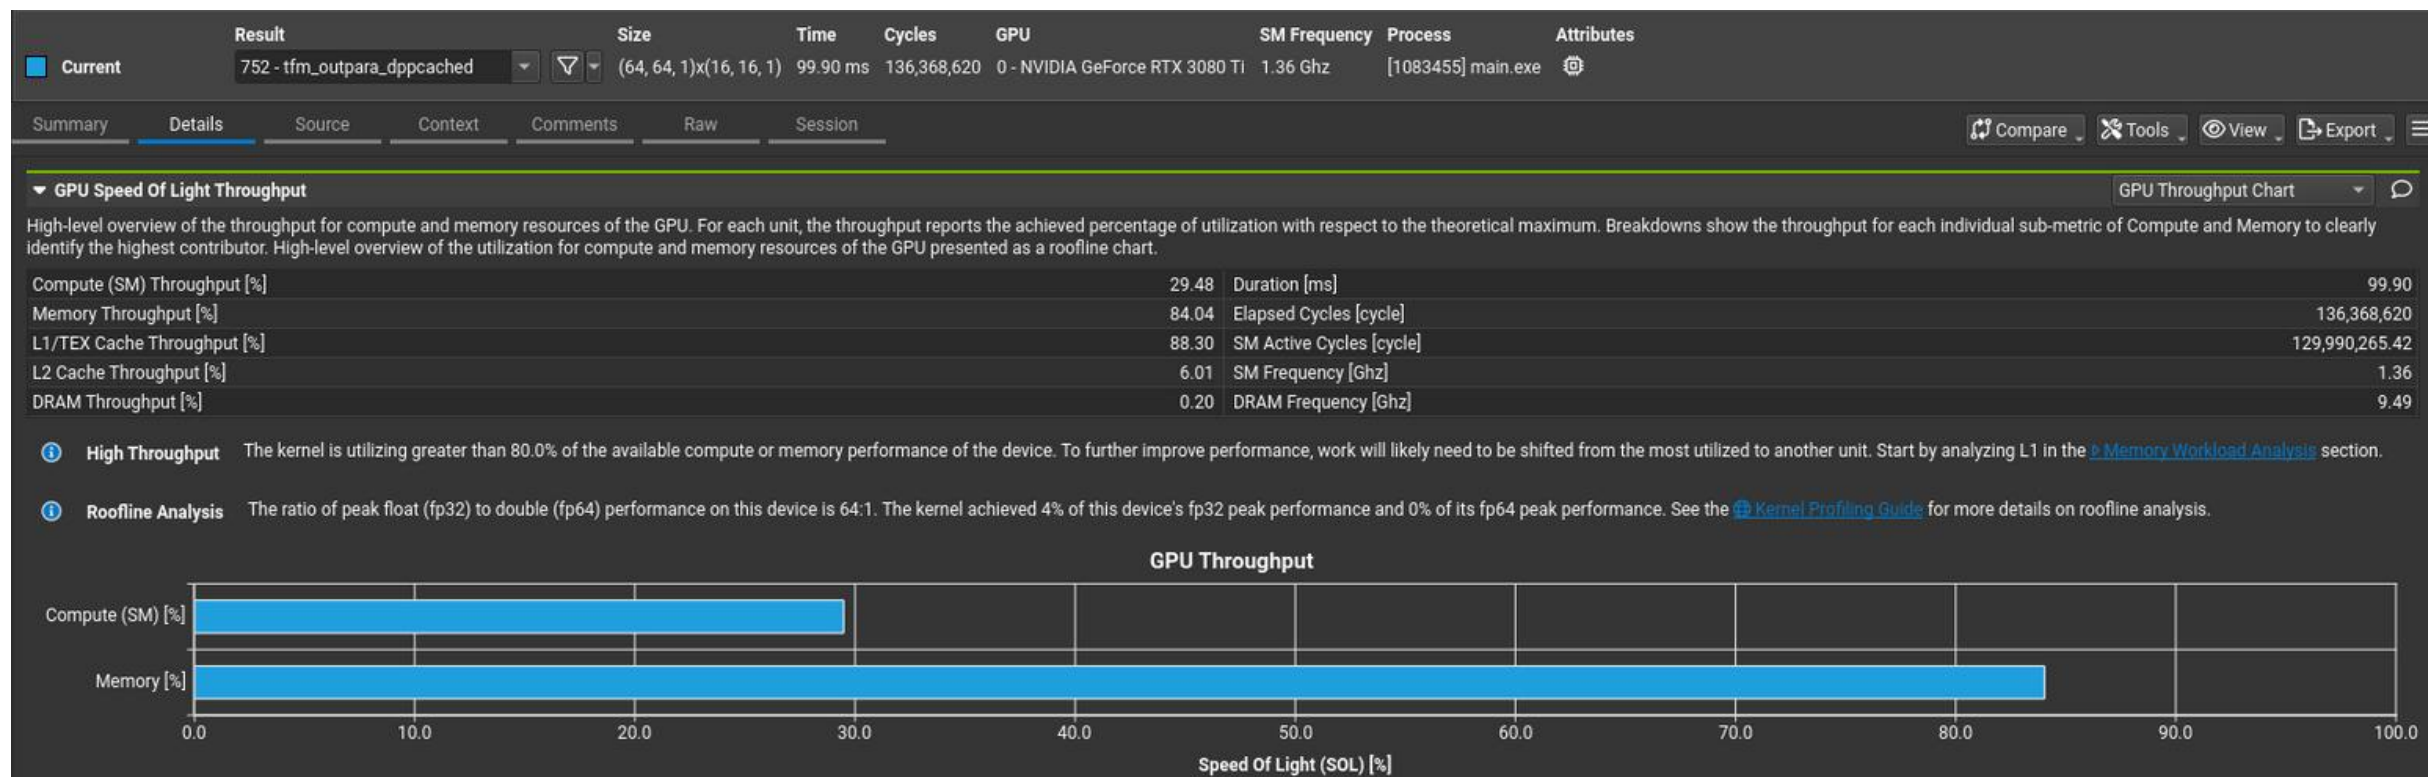 Result Size Time Cycles GPU SM Frequency Process Attributes
Current 752 - tfm_outpara_dppcached (64, 64, 1)x(16, 16, 1) 99.90 ms 136,368,620 0 - NVIDIA GeForce RTX 3080 Ti 1.36 Ghz [1083455] main.exe
Summary Details Source Context Comments Raw Session Compare Tools View Export
GPU Speed Of Light Throughput GPU Throughput Chart
High-level overview of the throughput for compute and memory resources of the GPU. For each unit, the throughput reports the achieved percentage of utilization with respect to the theoretical maximum. Breakdowns show the throughput for each individual sub-metric of Compute and Memory to clearly
identify the highest contributor. High-level overview of the utilization for compute and memory resources of the GPU presented as a roofline chart.
Compute (SM) Throughput [%] 29.48 Duration [ms] 99.90
Memory Throughput [%] 84.04 Elapsed Cycles [cycle] 136,368,620
L1/TEX Cache Throughput [%] 88.30 SM Active Cycles [cycle] 129,990,265.42
L2 Cache Throughput [%] 6.01 SM Frequency [Ghz] 1.36
DRAM Throughput [%] 0.20 DRAM Frequency [Ghz] 9.49
High Throughput The kernel is utilizing greater than 80.0% of the available compute or memory performance of the device. To further improve performance, work will likely need to be shifted from the most utilized to another unit. Start by analyzing L1 in the Memory Workload Analysis section.
Roofline Analysis The ratio of peak float (fp32) to double (fp64) performance on this device is 64:1. The kernel achieved 4% of this device's fp32 peak performance and 0% of its fp64 peak performance. See the Kernel Profiling Guide for more details on roofline analysis.
GPU Throughput
Compute (SM) [%]
Memory [%]
0.0 10.0 20.0 30.0 40.0 50.0 60.0 70.0 80.0 90.0 100.0
Speed Of Light (SOL) [%]